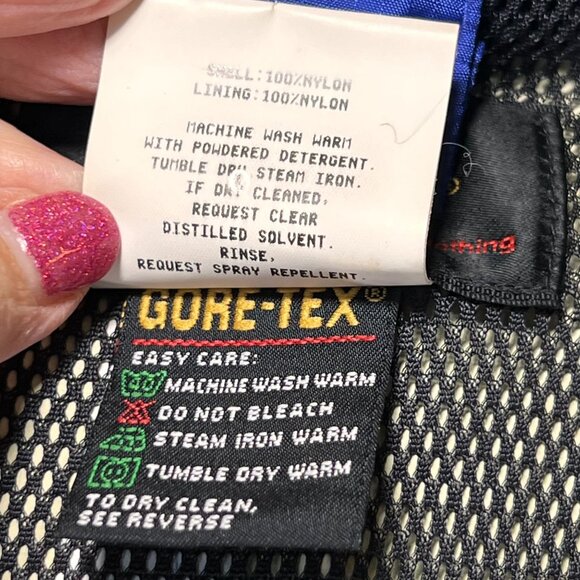 SHELL:100%NYLON
LINING:100%NYLON
MACHINE WASH WARM
WITH POWDERED DETERGENT.
TUMBLE DRY STEAM IRON.
IF DRY CLEANED,
REQUEST CLEAR
DISTILLED SOLVENT.
RINSE,
REQUEST SPRAY REPELLENT.
GORE-TEX®
EASY CARE:
MACHINE WASH WARM
DO NOT BLEACH
STEAM IRON WARM
TUMBLE DRY WARM
TO DRY CLEAN,
SEE REVERSE